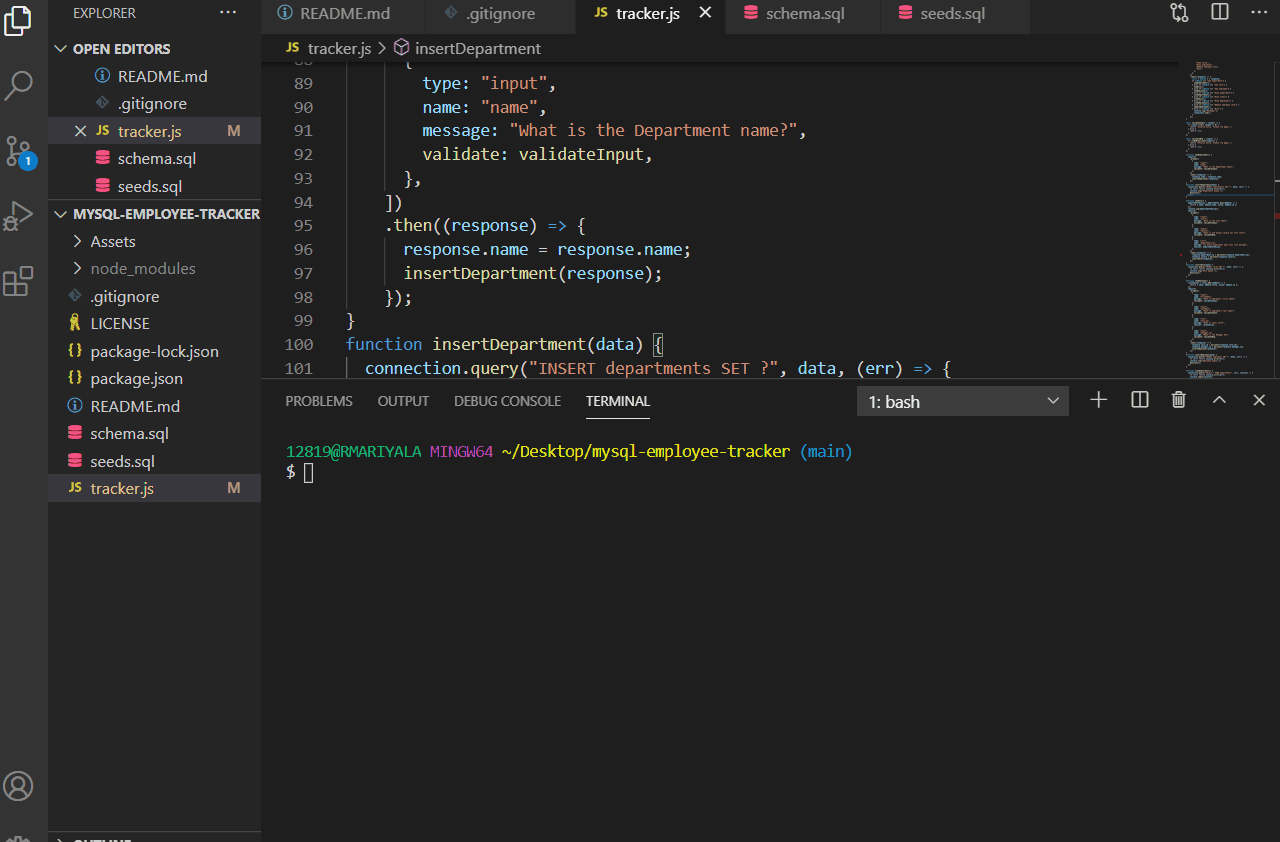 EXPLORER ···
OPEN EDITORS
README.md
.gitignore
tracker.js M
schema.sql
seeds.sql
MYSQL-EMPLOYEE-TRACKER
Assets
node_modules
.gitignore
LICENSE
package-lock.json
package.json
README.md
schema.sql
seeds.sql
JS tracker.js M
1
README.md .gitignore JS tracker.js schema.sql seeds.sql
JS tracker.js > insertDepartment
89 type: "input",
90 name: "name",
91 message: "What is the Department name?",
92 validate: validateInput,
93 },
94 ])
95 .then((response) => {
96 response.name = response.name;
97 insertDepartment(response);
98 });
99 }
100 function insertDepartment(data) {
101 connection.query("INSERT departments SET ?", data, (err) => {
PROBLEMS OUTPUT DEBUG CONSOLE TERMINAL 1: bash
12819@RMARIYALA MINGW64 ~/Desktop/mysql-employee-tracker (main)
$